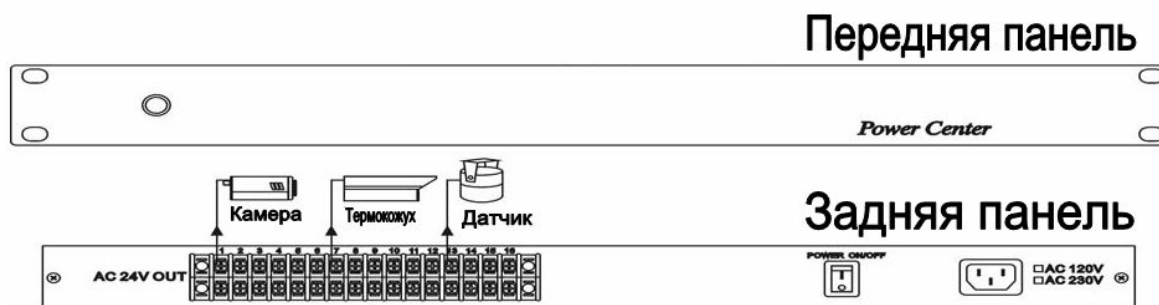 Передняя панель
Power Center
Камера
Термокожух
Датчик
Задняя панель
1 2 3 4 5 6 7 8 9 10 11 12 13 14 15 16
POWER ON/OFF
AC 24V OUT
AC 120V
AC 230V